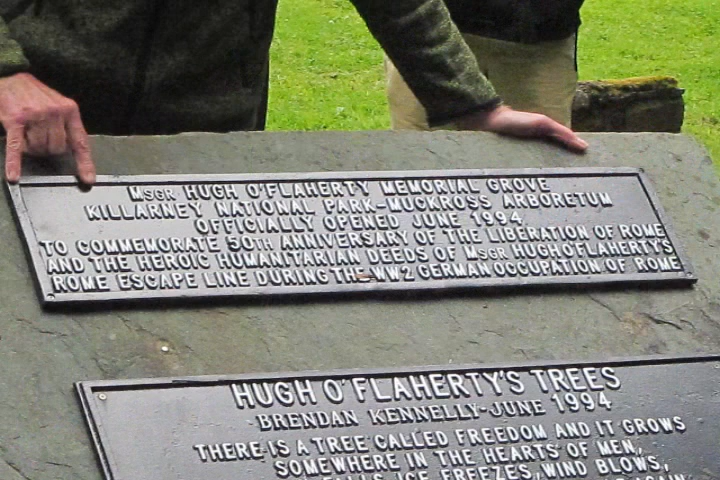 MSGR HUGH O'FLAHERTY MEMORIAL GROVE
KILLARNEY NATIONAL PARK-MUCKROSS ARBORETUM
OFFICIALLY OPENED JUNE 1994
TO COMMEMORATE 50TH ANNIVERSARY OF THE LIBERATION OF ROME
AND THE HEROIC HUMANITARIAN DEEDS OF MSGR HUGH O'FLAHERTY'S
ROME ESCAPE LINE DURING THE WW2 GERMAN OCCUPATION OF ROME
HUGH O'FLAHERTY'S TREES
BRENDAN KENNELLY-JUNE 1994
THERE IS A TREE CALLED FREEDOM AND IT GROWS
SOMEWHERE IN THE HEARTS OF MEN,
FALLS, ICE FREEZES, WIND BLOWS,
AGAIN